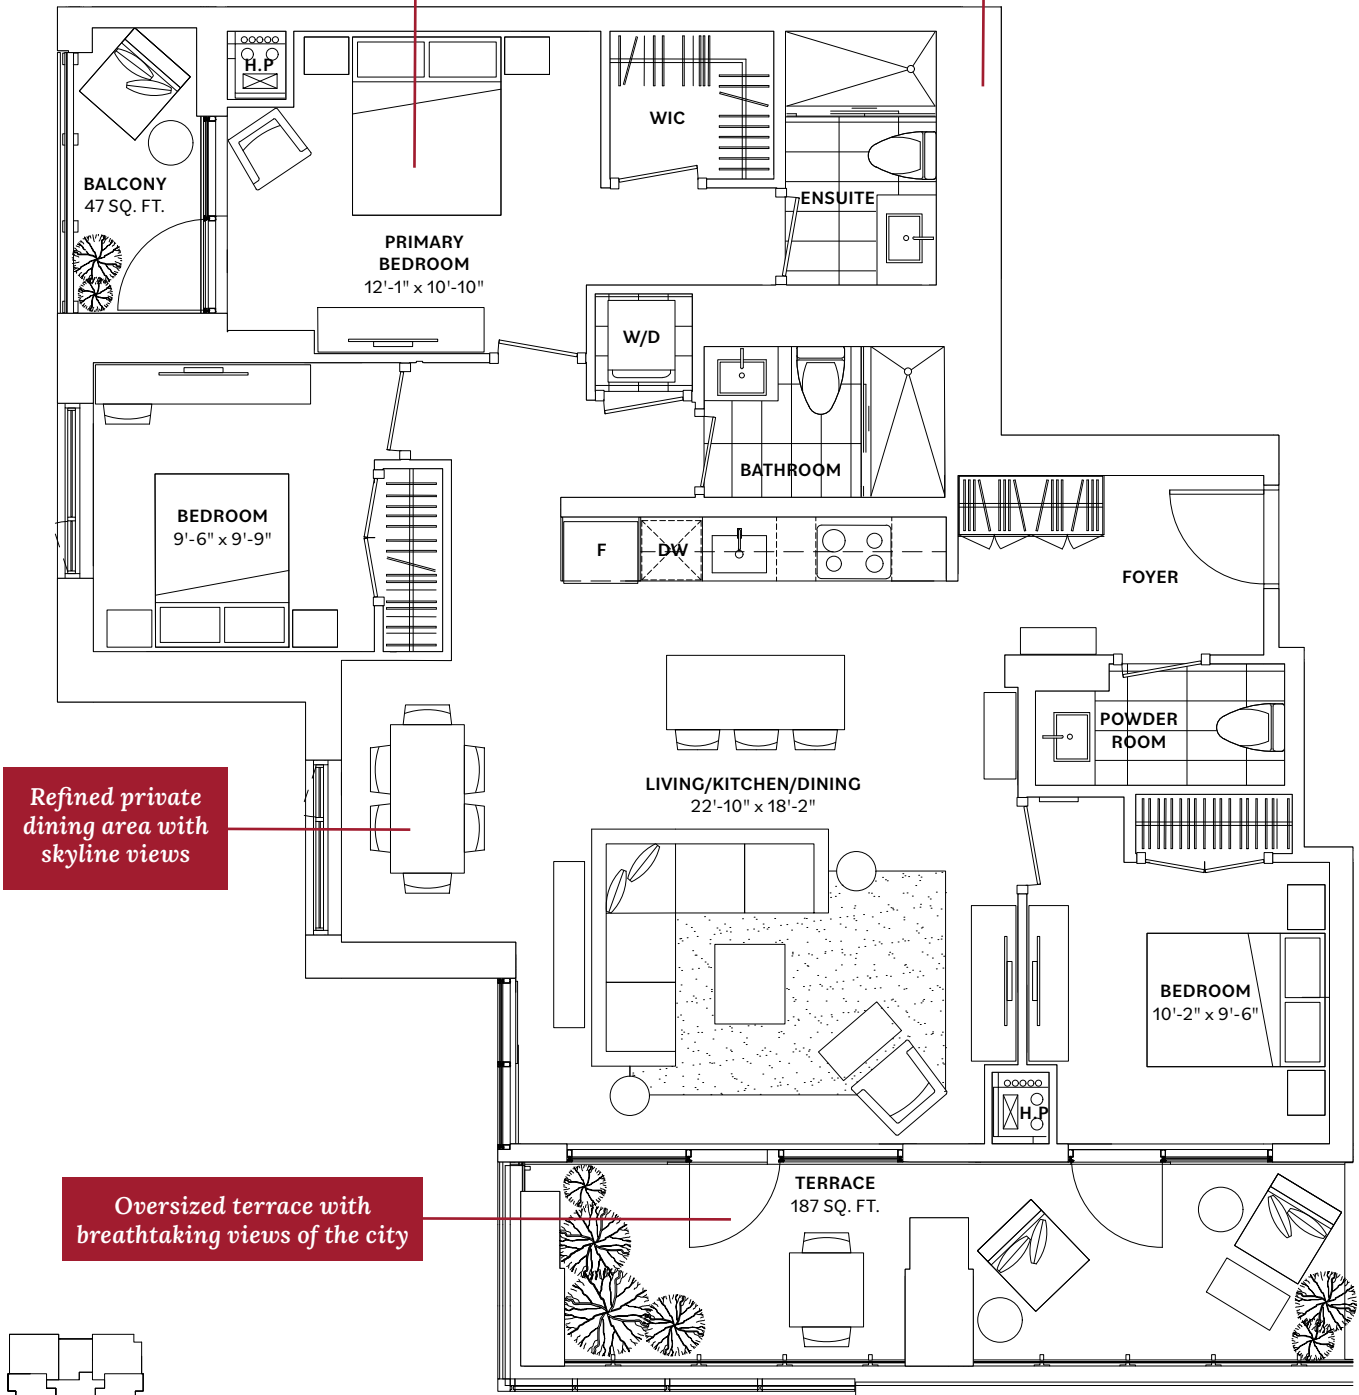 H.P
WIC
BALCONY
47 SQ. FT.
ENSUITE
PRIMARY
BEDROOM
12'-1" x 10'-10"
W/D
BATHROOM
BEDROOM
9'-6" x 9'-9"
F
DW
FOYER
POWDER
ROOM
LIVING/KITCHEN/DINING
22'-10" x 18'-2"
Refined private
dining area with
skyline views
BEDROOM
10'-2" x 9'-6"
H.P
TERRACE
187 SQ. FT.
Oversized terrace with
breathtaking views of the city